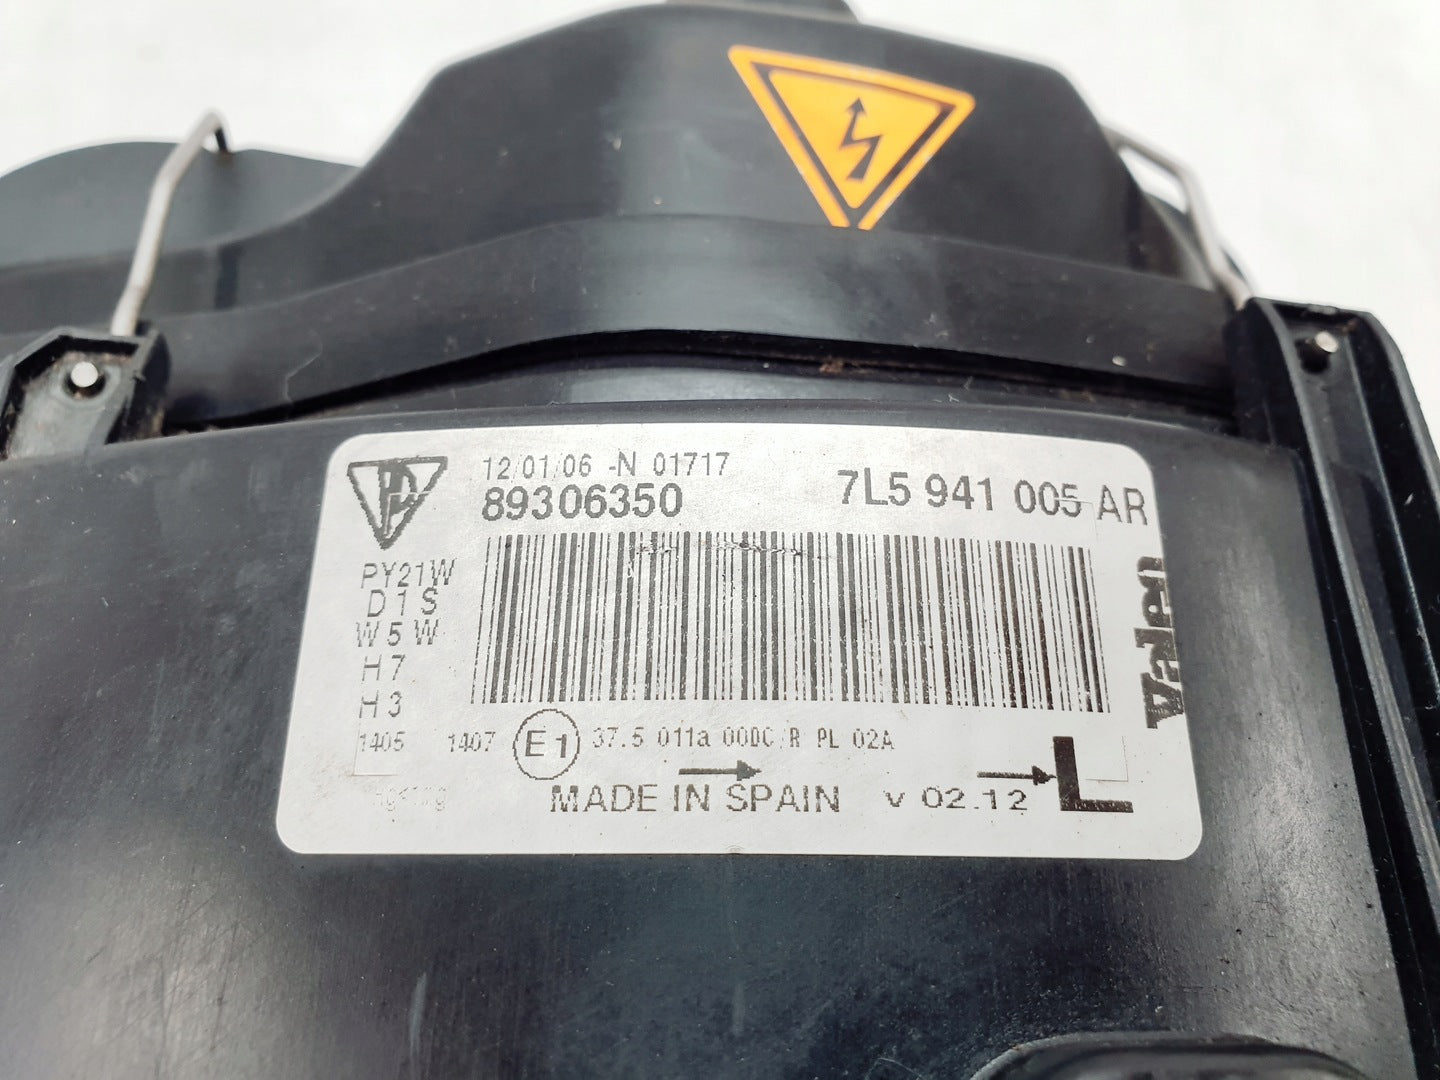 12/01/06 -N 01717
89306350 7L5 941 005 AR
PY21W
D1S
W5W
H7
H3
Valeo
1405 1407 E1 37.5 011a 00DC/R PL 02A
MADE IN SPAIN v 02.12 L